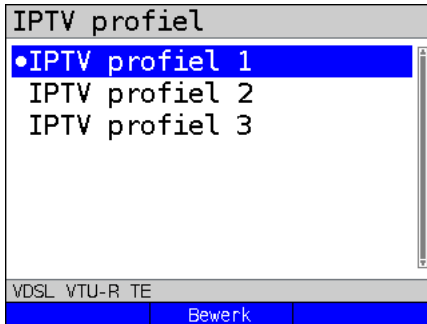 IPTV profiel
•IPTV profiel 1
IPTV profiel 2
IPTV profiel 3
VDSL VTU-R TE
Bewerk